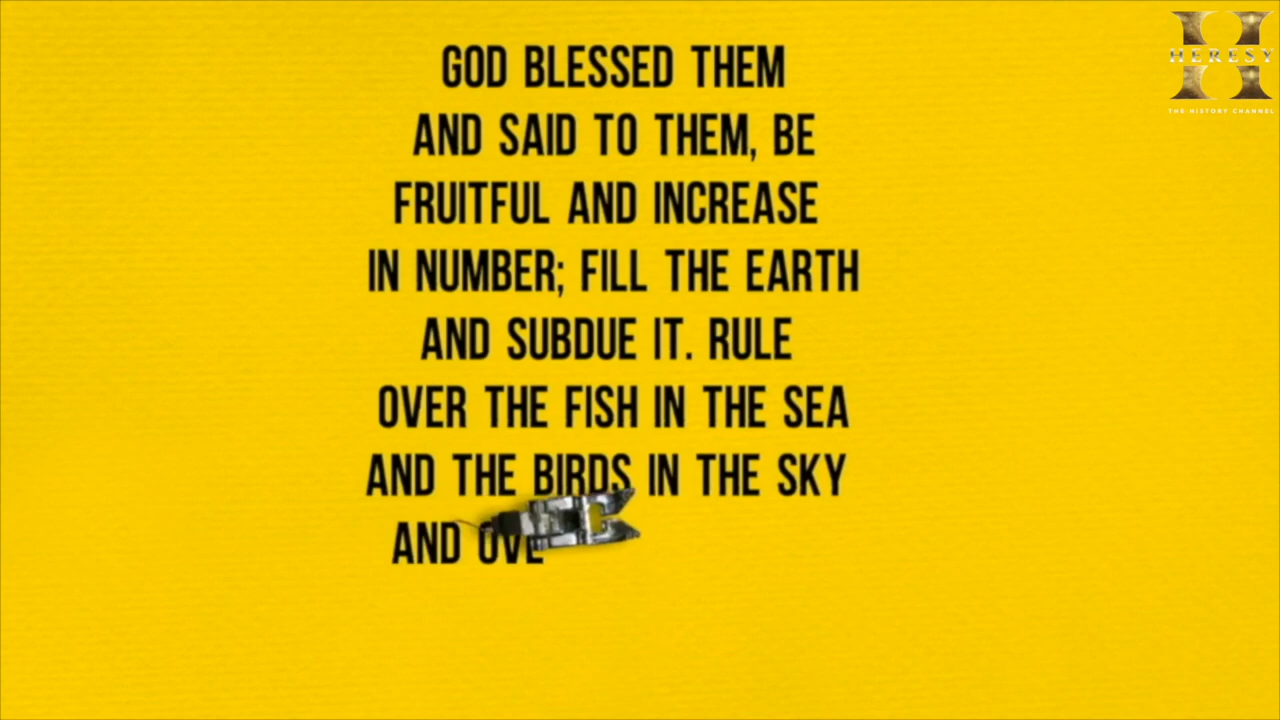 HERESY
THE HISTORY CHANNEL
GOD BLESSED THEM
AND SAID TO THEM, BE
FRUITFUL AND INCREASE
IN NUMBER; FILL THE EARTH
AND SUBDUE IT. RULE
OVER THE FISH IN THE SEA
AND THE BIRDS IN THE SKY
AND OVE